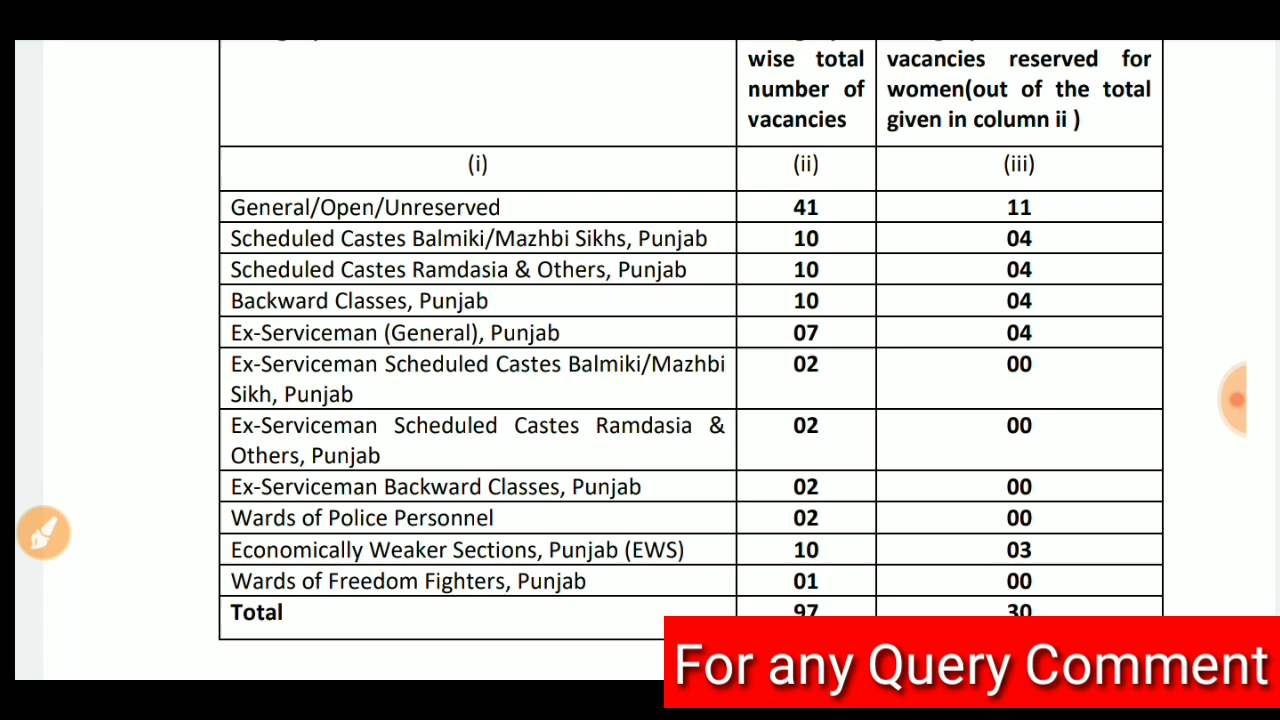 wise total
number of
vacancies
vacancies reserved for
women(out of the total
given in column ii )
(i) (ii) (iii)
General/Open/Unreserved 41 11
Scheduled Castes Balmiki/Mazhbi Sikhs, Punjab 10 04
Scheduled Castes Ramdasia & Others, Punjab 10 04
Backward Classes, Punjab 10 04
Ex-Serviceman (General), Punjab 07 04
Ex-Serviceman Scheduled Castes Balmiki/Mazhbi 02 00
Sikh, Punjab
Ex-Serviceman Scheduled Castes Ramdasia & 02 00
Others, Punjab
Ex-Serviceman Backward Classes, Punjab 02 00
Wards of Police Personnel 02 00
Economically Weaker Sections, Punjab (EWS) 10 03
Wards of Freedom Fighters, Punjab 01 00
Total 97 30
For any Query Comment